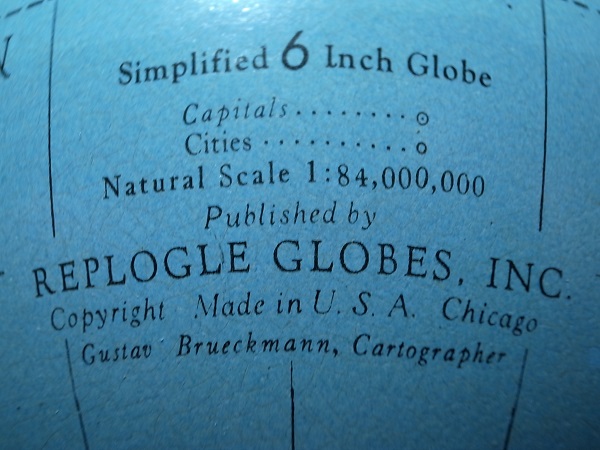 Simplified 6 Inch Globe
Capitals........⊙
Cities..........o
Natural Scale 1:84,000,000
Published by
REPLOGLE GLOBES, INC.
Copyright Made in U. S. A. Chicago
Gustav Brueckmann, Cartographer